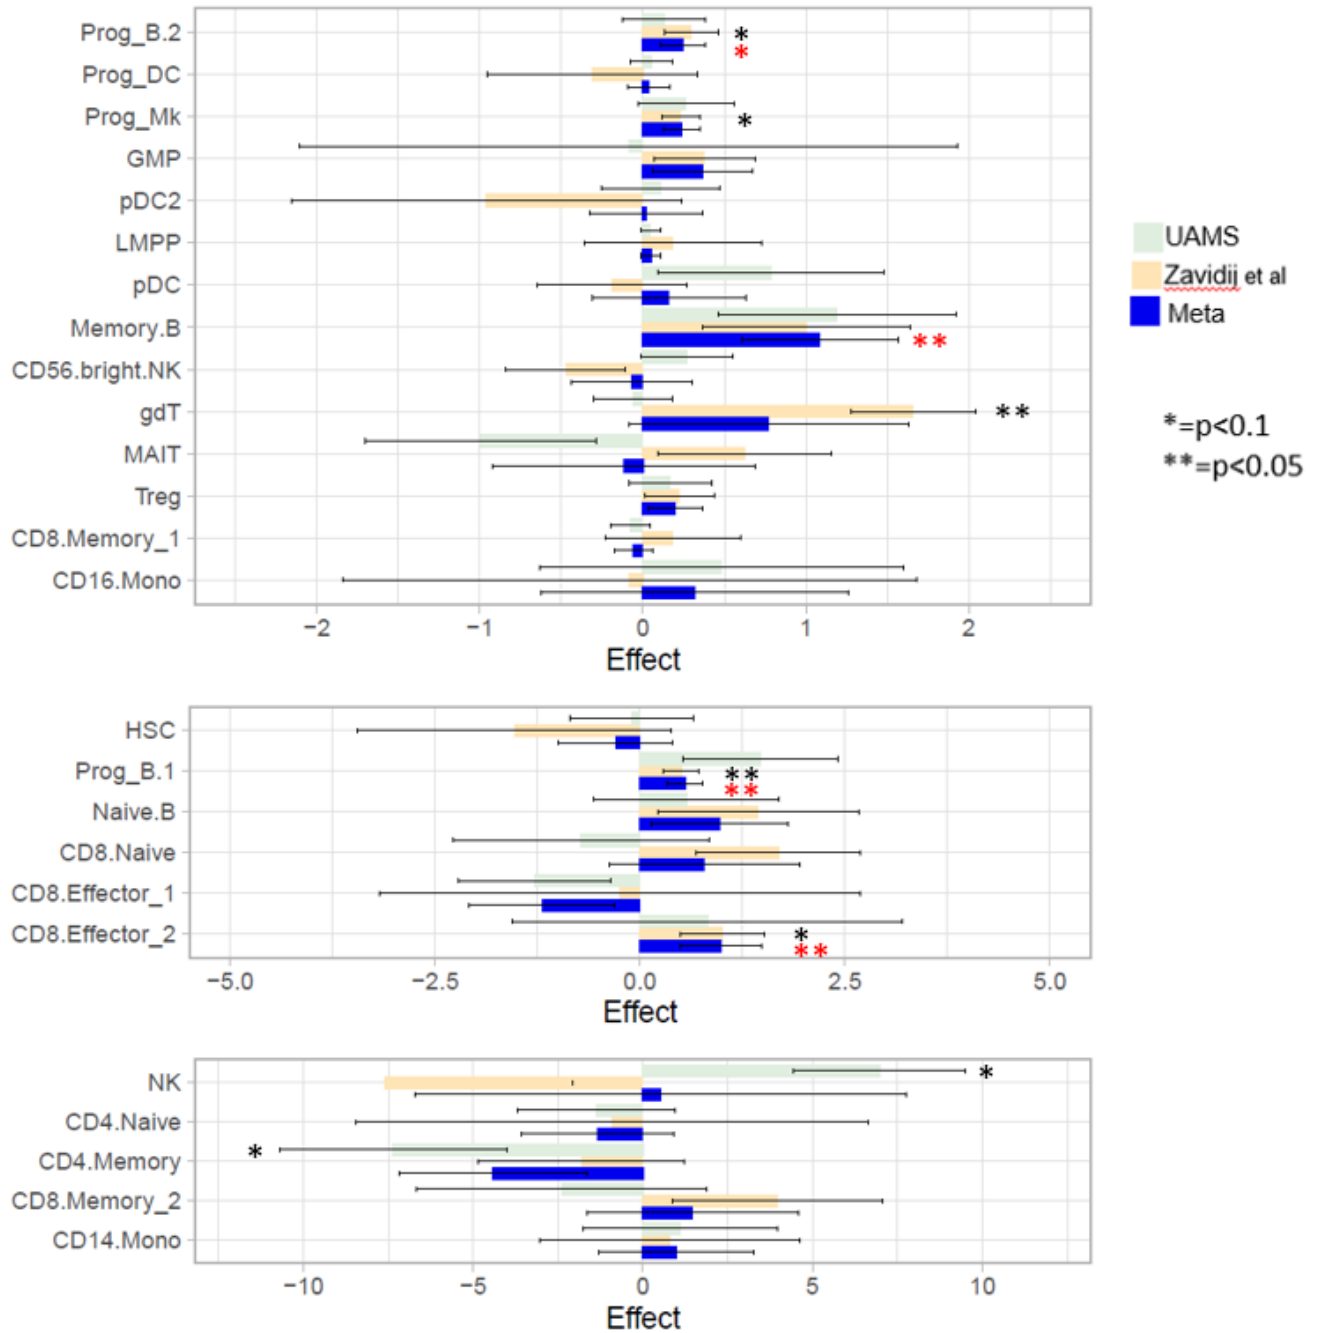 Prog_B.2
*
*
Prog_DC
Prog_Mk
*
GMP
pDC2
LMPP
pDC
Memory.B
**
CD56.bright.NK
gdT
**
MAIT
Treg
CD8.Memory_1
CD16.Mono
−2 −1 0 1 2
Effect
UAMS
Zavidij et al
Meta
*=p<0.1
**=p<0.05
HSC
Prog_B.1
**
**
Naive.B
CD8.Naive
CD8.Effector_1
CD8.Effector_2
*
**
−5.0 −2.5 0.0 2.5 5.0
Effect
NK
*
CD4.Naive
*
CD4.Memory
CD8.Memory_2
CD14.Mono
−10 −5 0 5 10
Effect